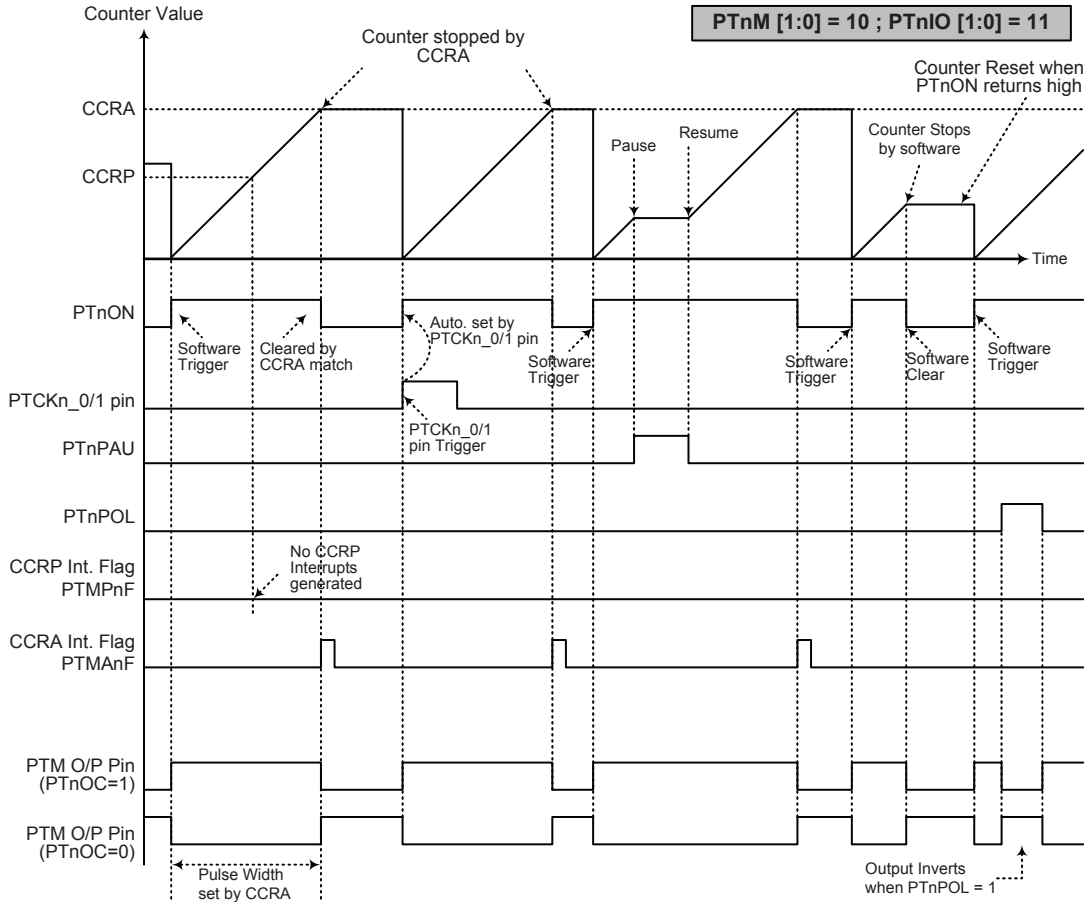 Counter Value
PTnM [1:0] = 10 ; PTnIO [1:0] = 11
Counter stopped by
CCRA
Counter Reset when
PTnON returns high
CCRA
Pause
Resume
Counter Stops
by software
CCRP
Time
PTnON
Software
Trigger
Cleared by
CCRA match
Auto. set by
PTCKn_0/1 pin
Software
Trigger
Software
Trigger
Software
Clear
Software
Trigger
PTCKn_0/1 pin
PTCKn_0/1
pin Trigger
PTnPAU
PTnPOL
CCRP Int. Flag
PTMPnF
No CCRP
Interrupts
generated
CCRA Int. Flag
PTMAnF
PTM O/P Pin
(PTnOC=1)
PTM O/P Pin
(PTnOC=0)
Pulse Width
set by CCRA
Output Inverts
when PTnPOL = 1